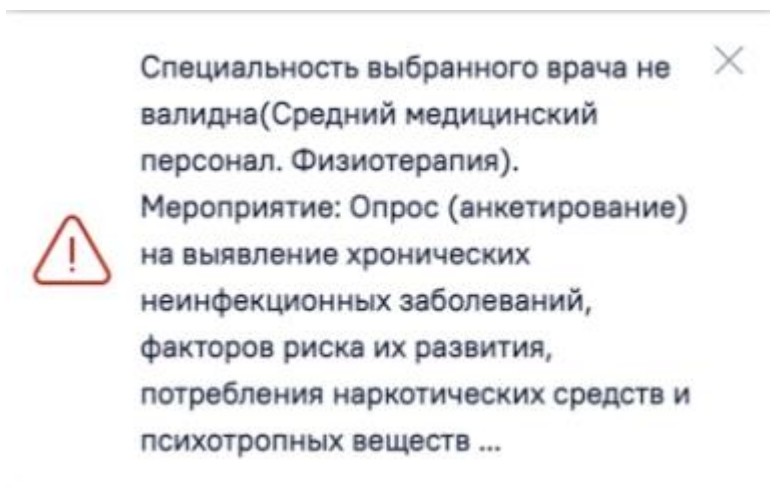 Специальность выбранного врача не
валидна(Средний медицинский
персонал. Физиотерапия).
Мероприятие: Опрос (анкетирование)
на выявление хронических
неинфекционных заболеваний,
факторов риска их развития,
потребления наркотических средств и
психотропных веществ ...